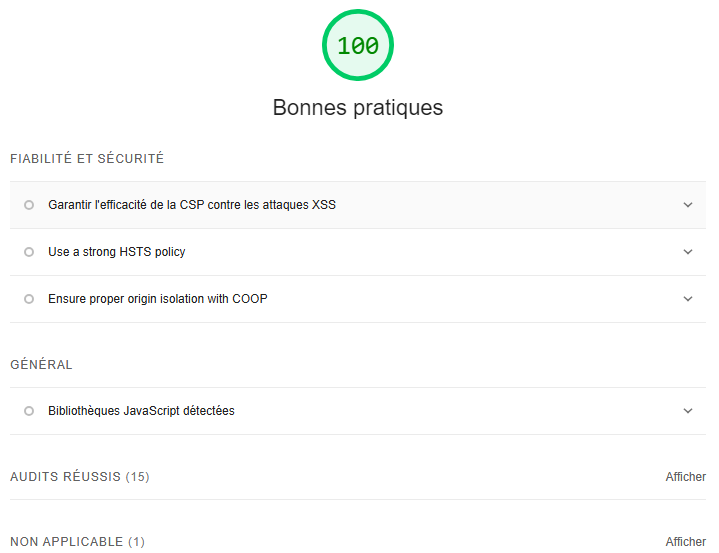 100
Bonnes pratiques
FIABILITÉ ET SÉCURITÉ
Garantir l'efficacité de la CSP contre les attaques XSS
Use a strong HSTS policy
Ensure proper origin isolation with COOP
GÉNÉRAL
Bibliothèques JavaScript détectées
AUDITS RÉUSSIS (15) Afficher
NON APPLICABLE (1) Afficher